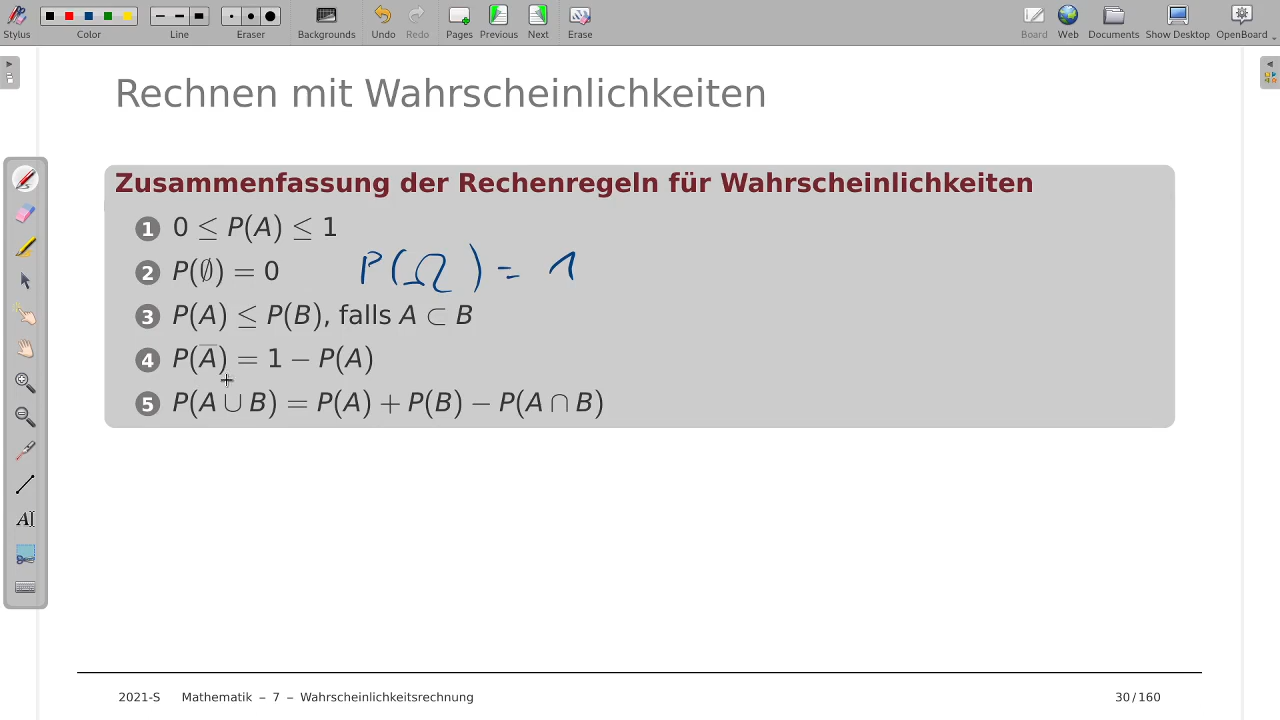 Stylus Color Line Eraser Backgrounds Undo Redo Pages Previous Next Erase Board Web Documents Show Desktop OpenBoard
Rechnen mit Wahrscheinlichkeiten
Zusammenfassung der Rechenregeln für Wahrscheinlichkeiten
1 0 ≤ P(A) ≤ 1
2 P(∅) = 0 P(Ω) = 1
3 P(A) ≤ P(B), falls A ⊂ B
4 P(A̅) = 1 − P(A)
5 P(A ∪ B) = P(A) + P(B) − P(A ∩ B)
AI
2021-S Mathematik – 7 – Wahrscheinlichkeitsrechnung 30/160